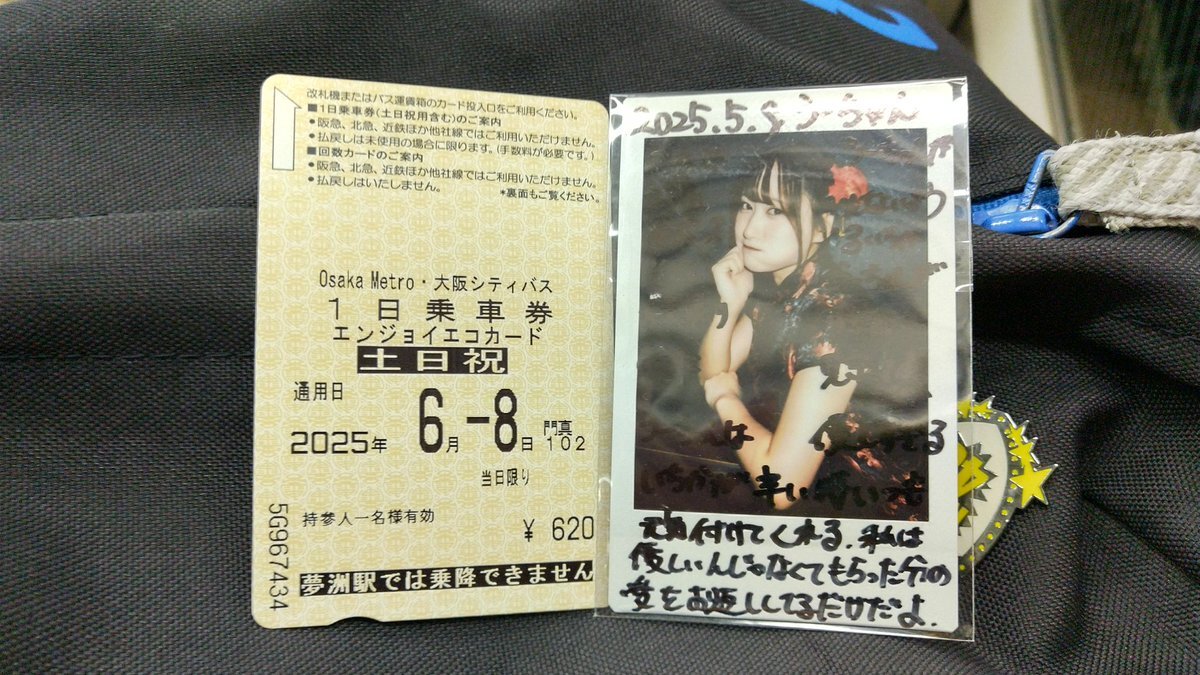 改札機またはバス運賃箱のカード投入口をご利用ください。
■1日乗車券(土日祝用含む)のご案内
●阪急、北急、近鉄ほか他社線ではご利用いただけません。
●払戻しは未使用の場合に限ります。(手数料が必要です。)
■回数カードのご案内
●阪急、北急、近鉄ほか他社線ではご利用いただけません。
●払戻しはいたしません。
*裏面もご覧ください。
Osaka Metro・大阪シティバス
1日乗車券
エンジョイエコカード
土日祝
通用日
2025年 6月-8日 門真102
当日限り
持参人一名様有効
¥620
夢洲駅では乗降できません
5G967434
2025.5.
ちゃん
は
辛い いつも
元気付けてくれる、私は
優しいんじゃなくてもらった分の
愛をお返ししてるだけだよ.